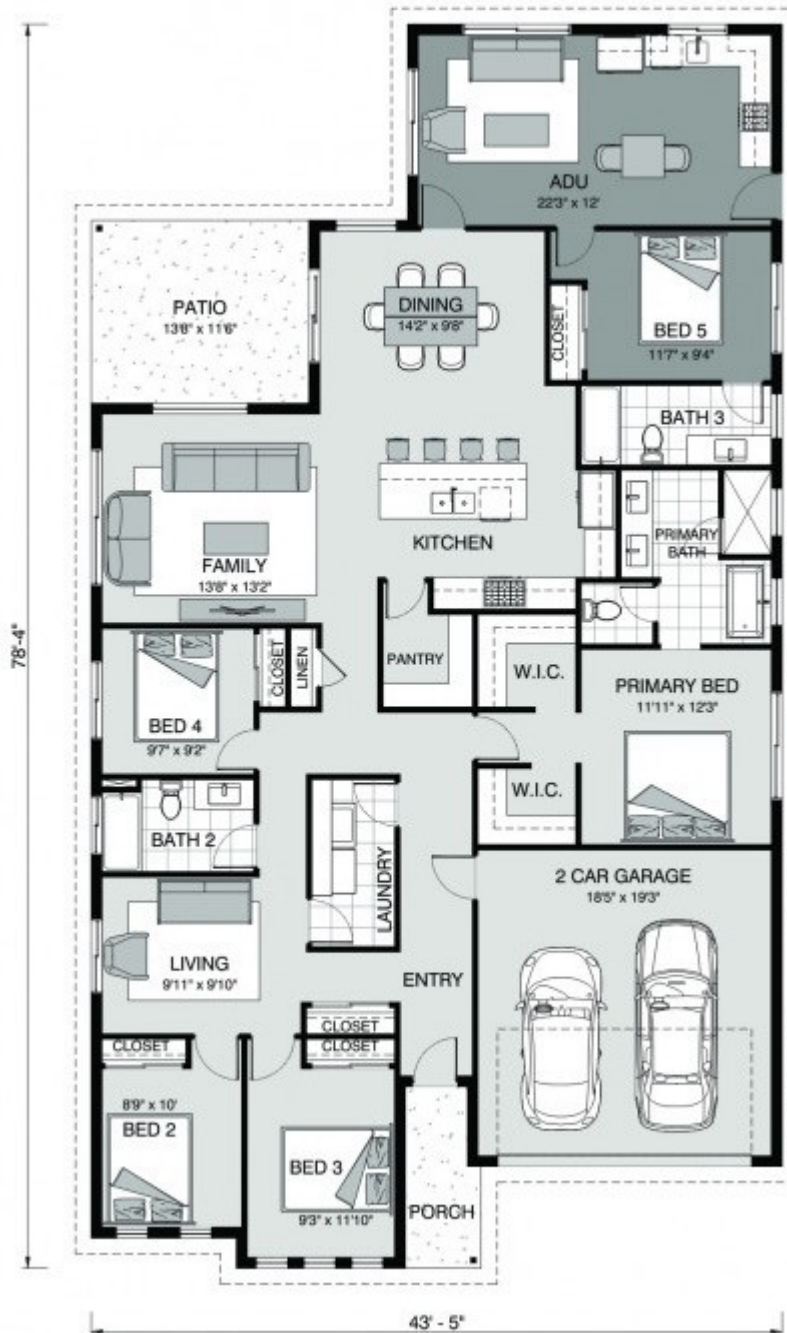 ADU
22'3" x 12'
PATIO
13'8" x 11'6"
DINING
14'2" x 9'8"
CLOSET
BED 5
11'7" x 9'4"
BATH 3
KITCHEN
PRIMARY
BATH
FAMILY
13'8" x 13'2"
78'-4"
CLOSET
LINEN
PANTRY
W.I.C.
PRIMARY BED
11'11" x 12'3"
BED 4
9'7" x 9'2"
W.I.C.
BATH 2
LAUNDRY
2 CAR GARAGE
18'5" x 19'3"
LIVING
9'11" x 9'10"
ENTRY
CLOSET
CLOSET
CLOSET
8'9" x 10'
BED 2
BED 3
9'3" x 11'10"
PORCH
43' - 5"